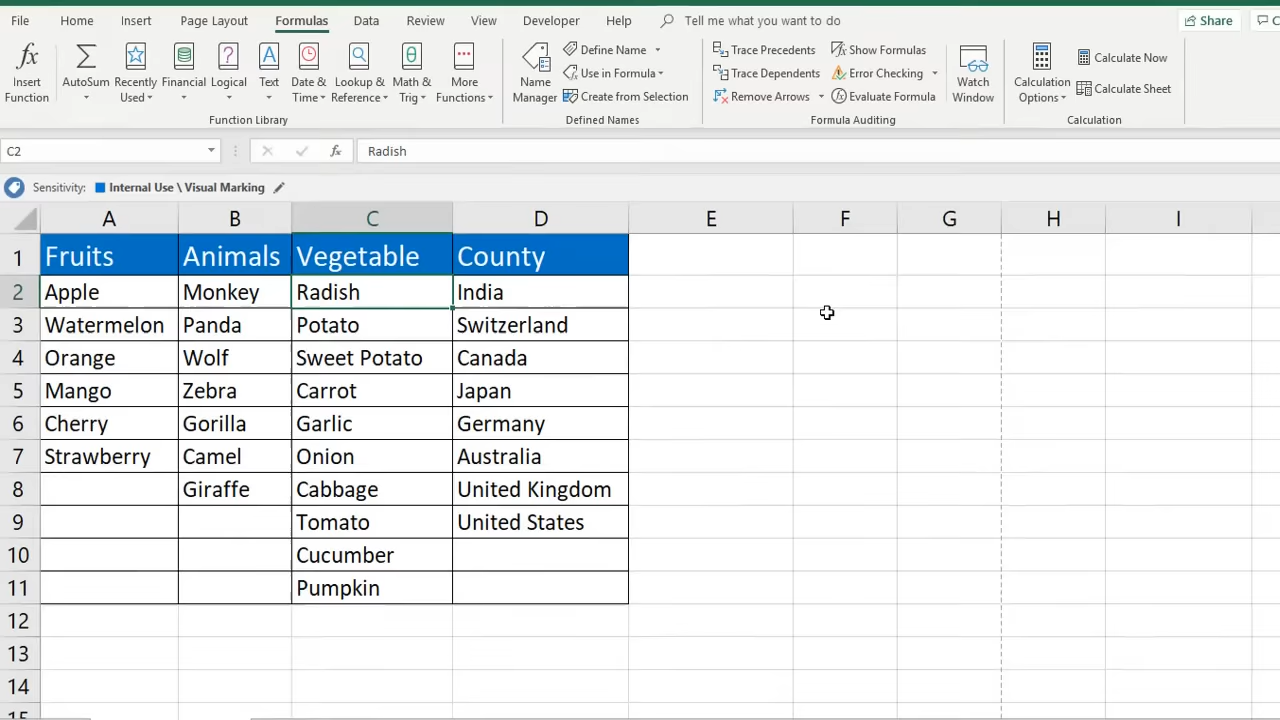 File Home Insert Page Layout Formulas Data Review View Developer Help Tell me what you want to do Share
Insert Function AutoSum Recently Used Financial Logical Text Date & Time Lookup & Reference Math & Trig More Functions
Function Library
Name Manager Define Name Use in Formula Create from Selection
Defined Names
Trace Precedents Show Formulas
Trace Dependents Error Checking
Remove Arrows Evaluate Formula
Watch Window
Formula Auditing
Calculation Options Calculate Now Calculate Sheet
Calculation
C2 fx Radish
Sensitivity: Internal Use \ Visual Marking
A B C D E F G H I
1 Fruits Animals Vegetable County
2 Apple Monkey Radish India
3 Watermelon Panda Potato Switzerland
4 Orange Wolf Sweet Potato Canada
5 Mango Zebra Carrot Japan
6 Cherry Gorilla Garlic Germany
7 Strawberry Camel Onion Australia
8 Giraffe Cabbage United Kingdom
9 Tomato United States
10 Cucumber
11 Pumpkin
12
13
14
15